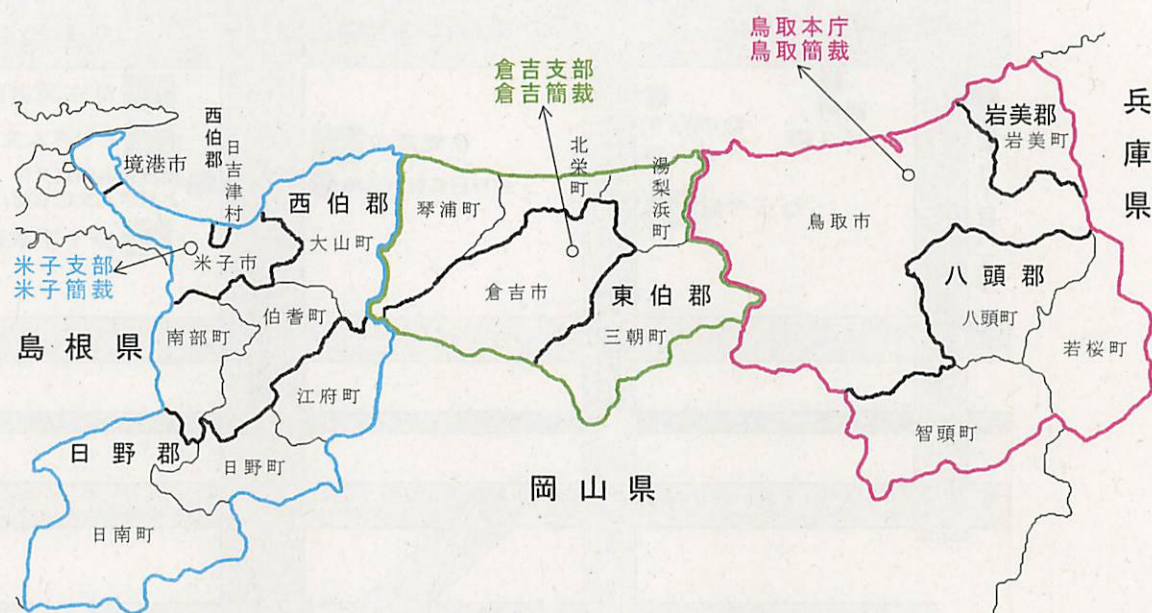 鳥取本庁
鳥取簡裁
倉吉支部
倉吉簡裁
米子支部
米子簡裁
兵庫県
島根県
岡山県
西伯郡
日吉津村
境港市
米子市
西伯郡
大山町
南部町
伯耆町
江府町
日野郡
日野町
日南町
琴浦町
北栄町
湯梨浜町
倉吉市
東伯郡
三朝町
鳥取市
岩美郡
岩美町
八頭郡
八頭町
若桜町
智頭町